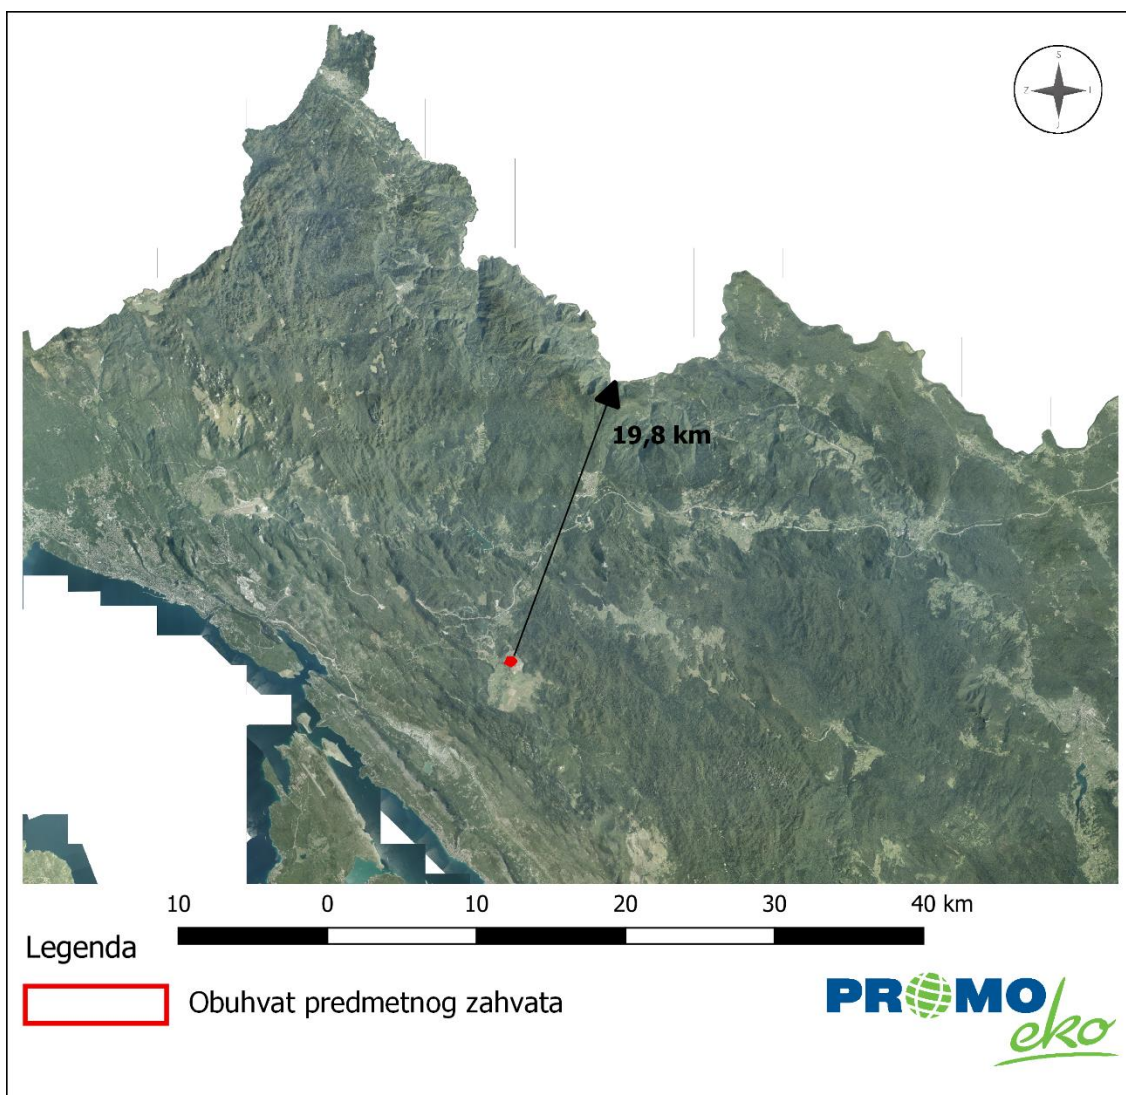 S
Z I
J
19,8 km
10 0 10 20 30 40 km
Legenda
Obuhvat predmetnog zahvata
PROMO
eko